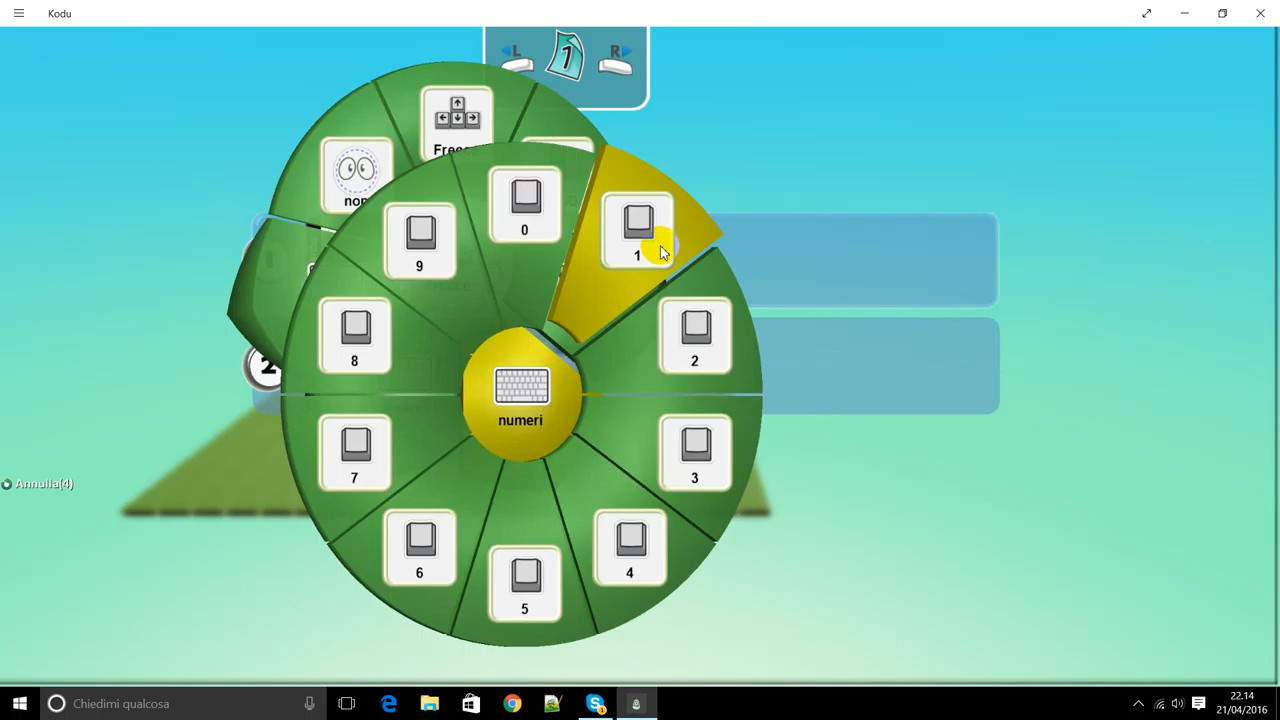 Kodu
L 1 R
Frecce
non
0
1
9
2
8
numeri
3
7
4
6
5
2
Annulla(4)
Chiedimi qualcosa
22.14
21/04/2016